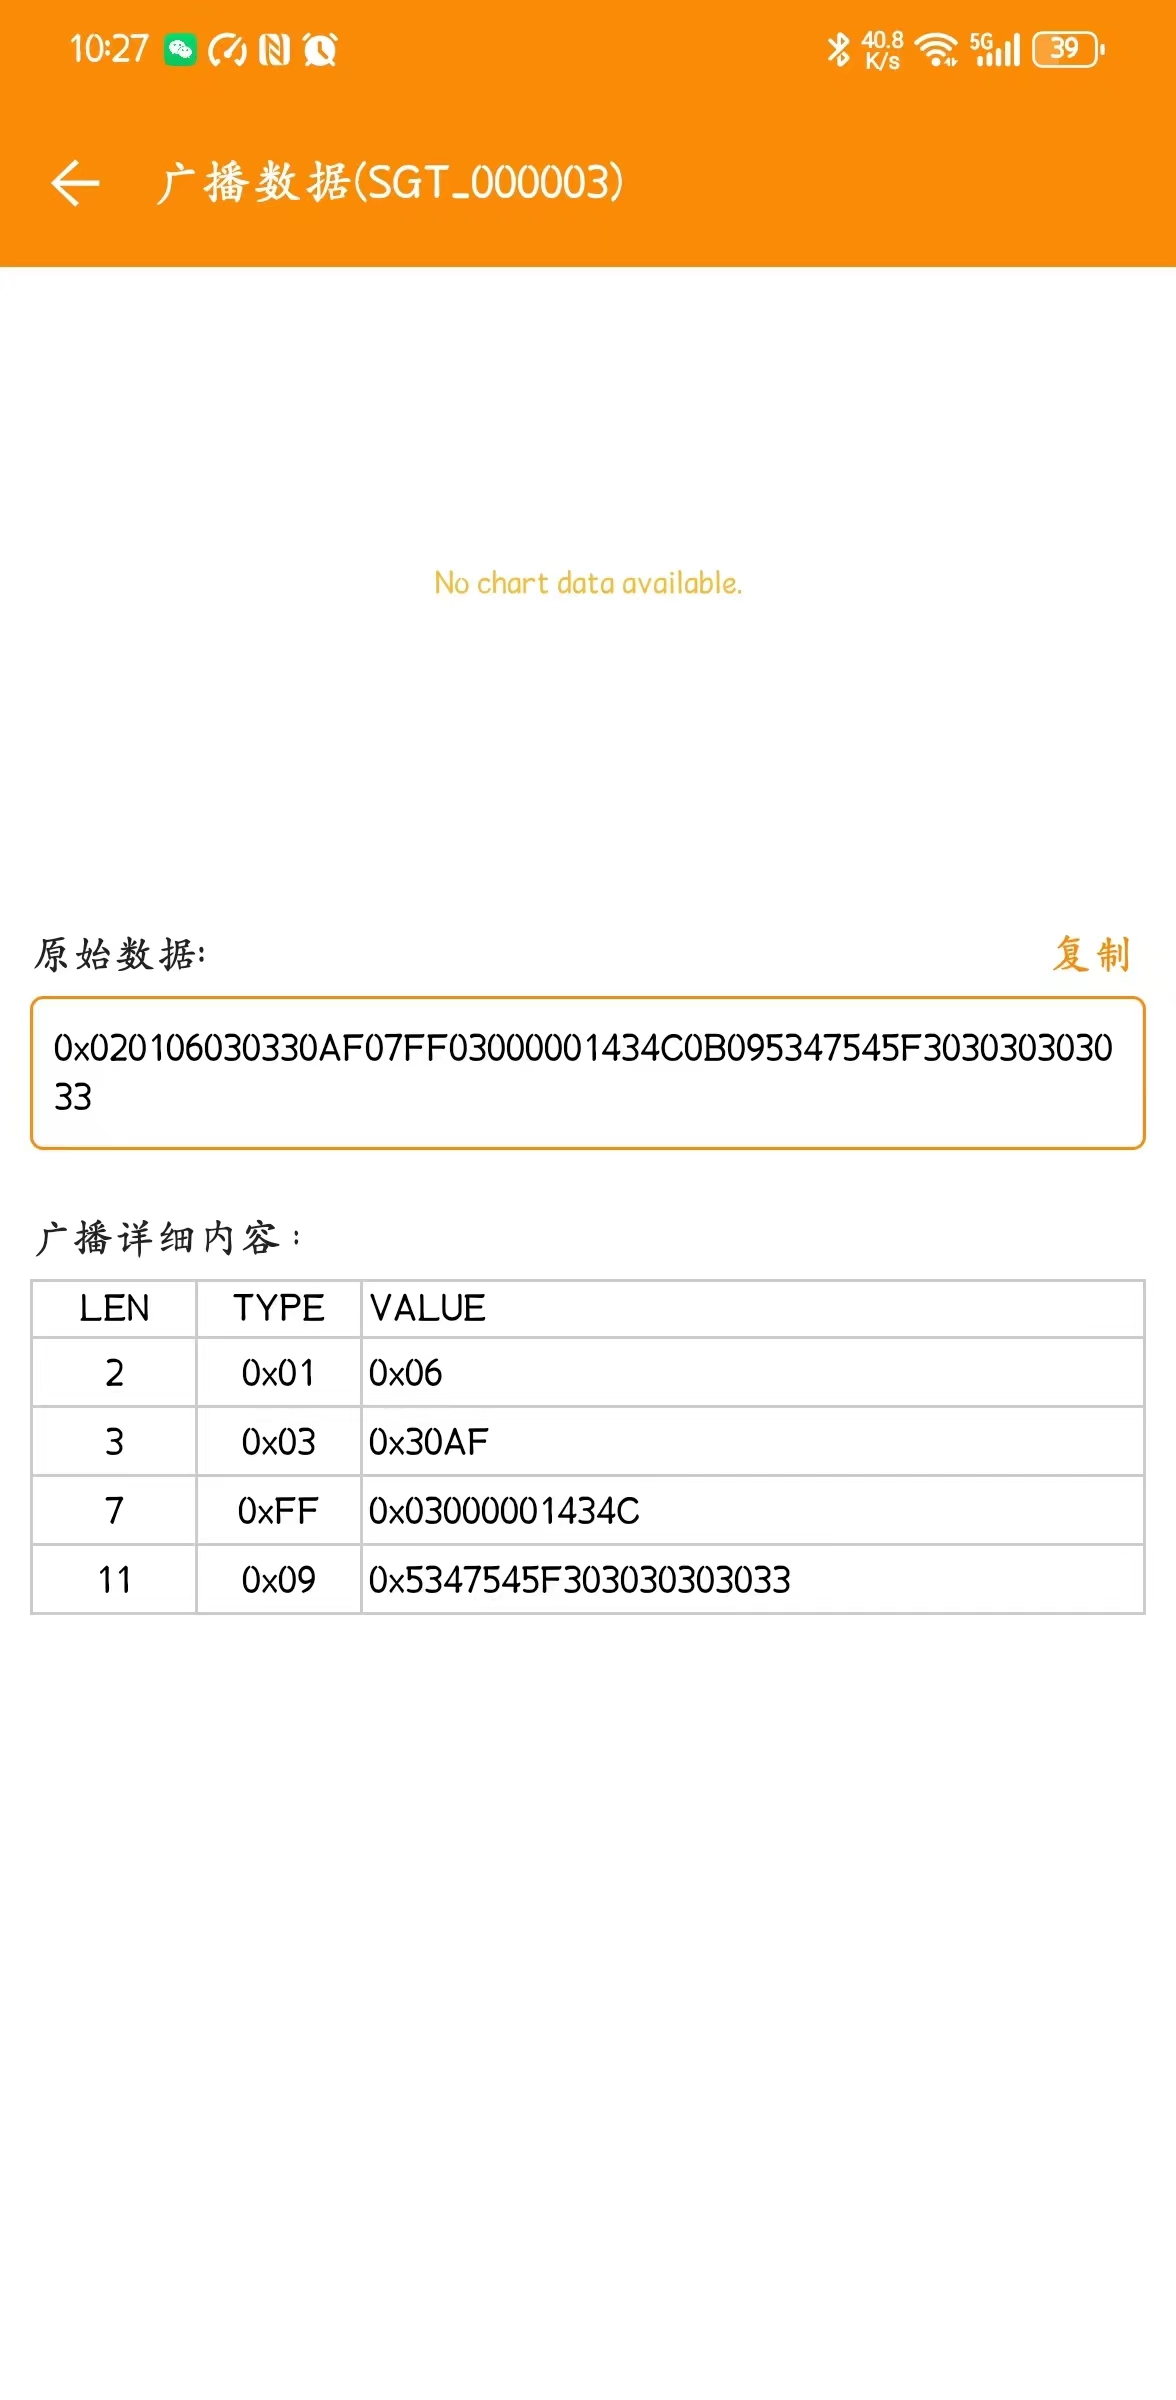 10:27 40.8 K/s 5G 39
广播数据(SGT_000003)
No chart data available.
原始数据: 复制
0x020106030330AF07FF03000001434C0B095347545F3030303030
33
广播详细内容：
LEN TYPE VALUE
2 0x01 0x06
3 0x03 0x30AF
7 0xFF 0x03000001434C
11 0x09 0x5347545F303030303033